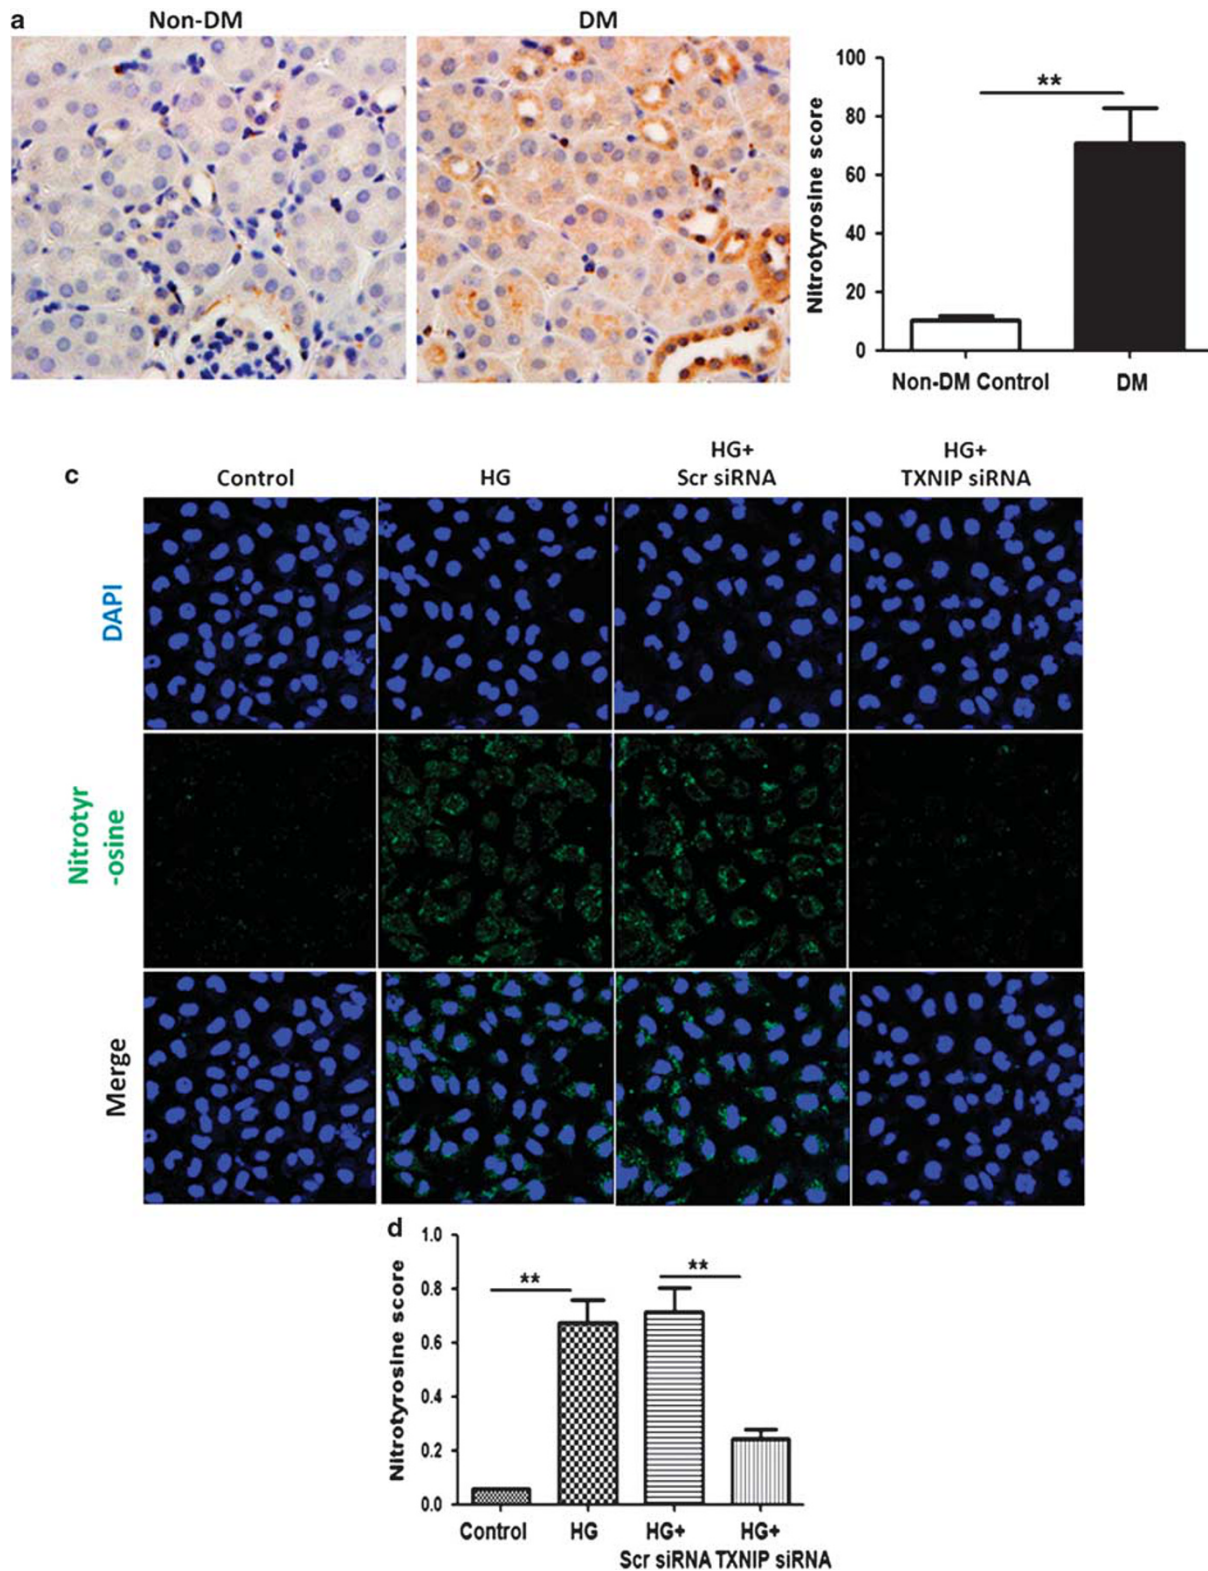 a
Non-DM
DM
100
80
60
40
20
0
Nitrotyrosine score
**
Non-DM Control
DM
c
Control
HG
HG+
Scr siRNA
HG+
TXNIP siRNA
DAPI
Nitrotyr
-osine
Merge
d
1.0
0.8
0.6
0.4
0.2
0.0
Nitrotyrosine score
**
**
Control
HG
HG+
Scr siRNA
HG+
TXNIP siRNA